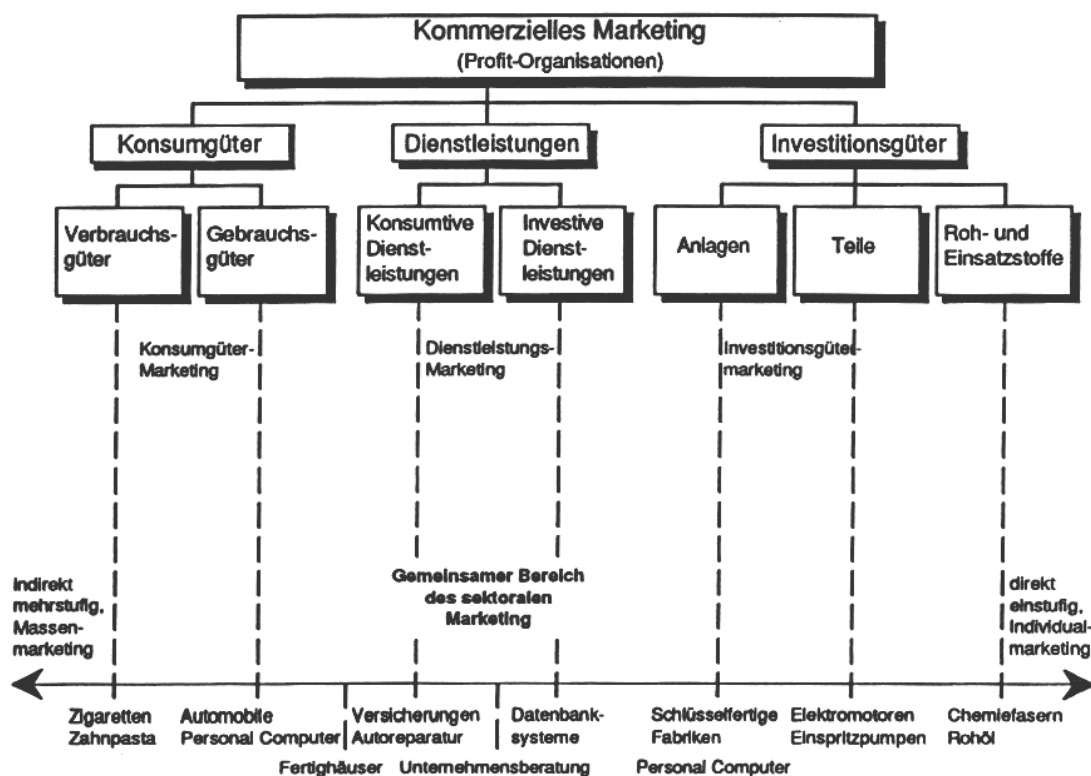 Kommerzielles Marketing
(Profit-Organisationen)
Konsumgüter
Dienstleistungen
Investitionsgüter
Verbrauchs-
güter
Gebrauchs-
güter
Konsumtive
Dienst-
leistungen
Investive
Dienst-
leistungen
Anlagen
Teile
Roh- und
Einsatzstoffe
Konsumgüter-
Marketing
Dienstleistungs-
Marketing
Investitionsgüter-
marketing
Indirekt
mehrstufig,
Massen-
marketing
Gemeinsamer Bereich
des sektoralen
Marketing
direkt
einstufig,
Individual-
marketing
Zigaretten
Zahnpasta
Automobile
Personal Computer
Versicherungen
Autoreparatur
Datenbank-
systeme
Schlüsselfertige
Fabriken
Elektromotoren
Einspritzpumpen
Chemiefasern
Rohöl
Fertighäuser
Unternehmensberatung
Personal Computer